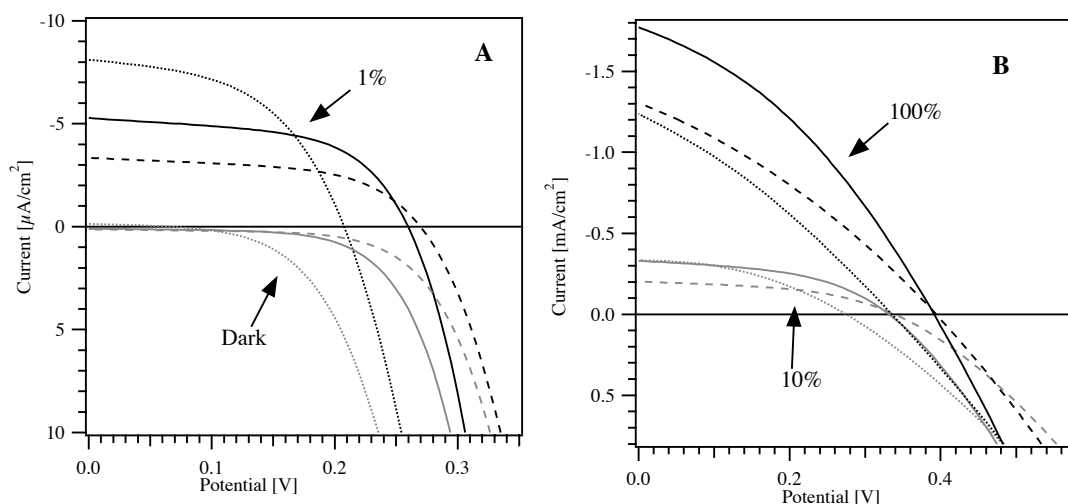 A
1%
Dark
Current [µA/cm²]
-10
-5
0
5
10
0.0
0.1
0.2
0.3
Potential [V]
B
100%
10%
Current [mA/cm²]
-1.5
-1.0
-0.5
0.0
0.5
0.0
0.2
0.4
Potential [V]